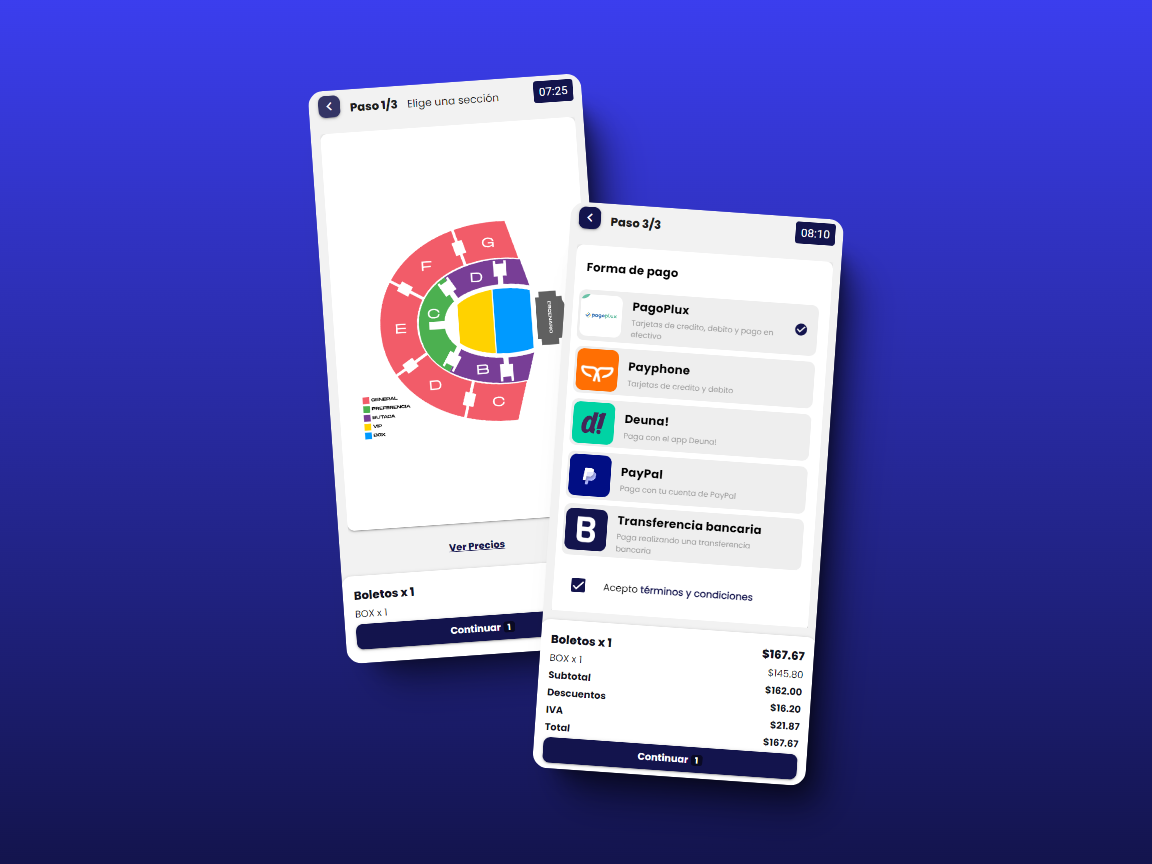 Paso 1/3 Elige una sección 07:25
G
F
D
C
E
B
D
C
ESCENARIO
GENERAL
PREFERENCIA
BUTACA
VIP
BOX
Ver Precios
Boletos x 1
BOX x 1
Continuar 1
Paso 3/3 08:10
Forma de pago
pagoplux
PagoPlux
Tarjetas de credito, debito y pago en
efectivo
Payphone
Tarjetas de credito y debito
d!
Deuna!
Paga con el app Deuna!
PayPal
Paga con tu cuenta de PayPal
B
Transferencia bancaria
Paga realizando una transferencia
bancaria
Acepto términos y condiciones
Boletos x 1 $167.67
BOX x 1 $145.80
Subtotal $162.00
Descuentos $16.20
IVA $21.87
Total $167.67
Continuar 1